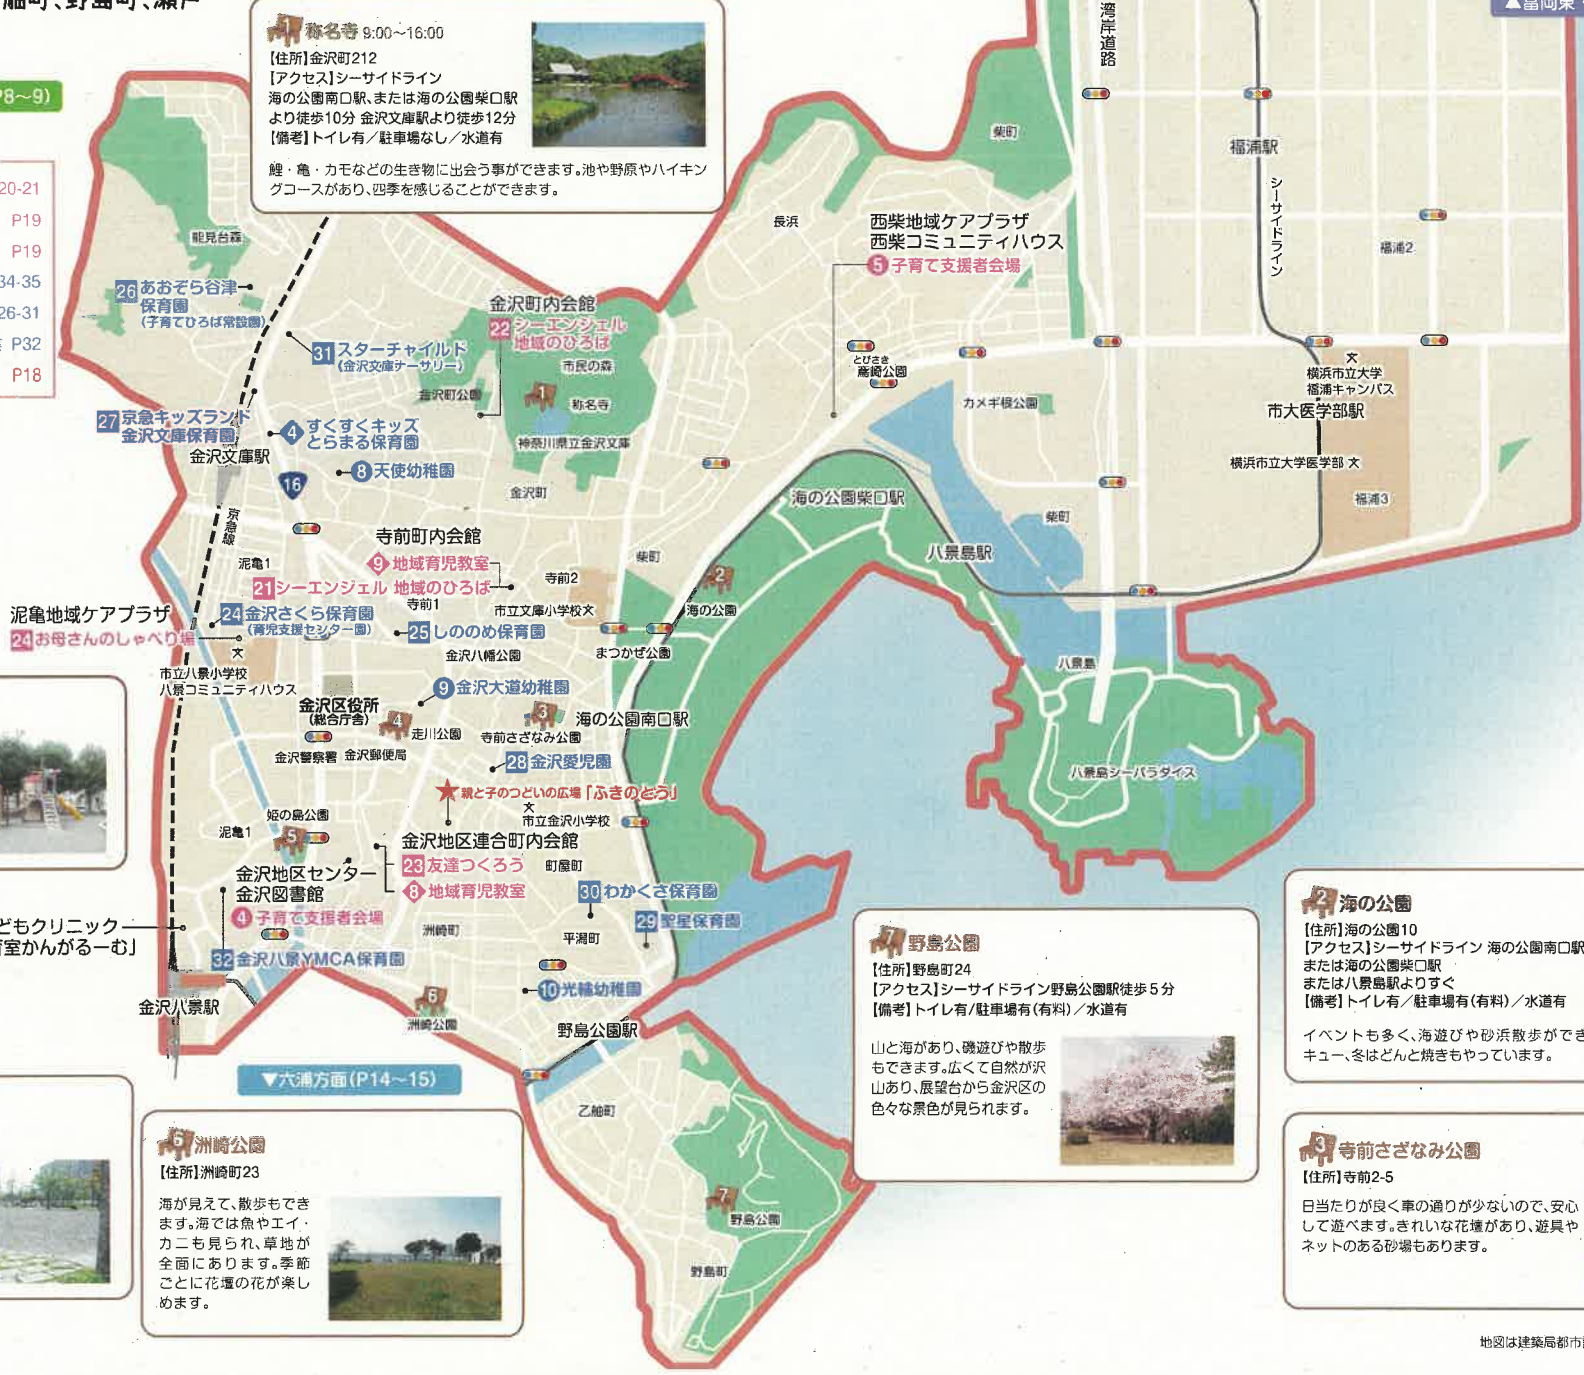 野島町、瀬戸
P8〜9)
20-21
P19
P19
34-35
26-31
P32
P18
1 称名寺 9:00〜16:00
【住所】金沢町212
【アクセス】シーサイドライン
海の公園南口駅、または海の公園柴口駅
より徒歩10分 金沢文庫駅より徒歩12分
【備考】トイレ有／駐車場なし／水道有
鯉・亀・カモなどの生き物に出会う事ができます。池や野原やハイキン
グコースがあり、四季を感じることができます。
湾岸道路
▲富岡東
柴町
福浦駅
シーサイドライン
福浦2
長浜
西柴地域ケアプラザ
西柴コミュニティハウス
5 子育て支援者会場
能見台森
26 あおぞら谷津
保育園
(子育てひろば常設園)
金沢町内会館
22 シーエンジェル
地域のひろば
31 スターチャイルド
(金沢文庫ナーサリー)
市民の森
金沢町公園
1
称名寺
神奈川県立金沢文庫
とびさき
鳶崎公園
カメギ根公園
横浜市立大学
福浦キャンパス
市大医学部駅
横浜市立大学医学部
福浦3
27 京急キッズランド
金沢文庫保育園
4 すくすくキッズ
とらまる保育園
金沢文庫駅
8 天使幼稚園
16
金沢町
京急線
海の公園柴口駅
柴町
八景島駅
寺前町内会館
9 地域育児教室
泥亀1
21 シーエンジェル 地域のひろば
寺前2
柴町
2
海の公園
寺前1
市立文庫小学校
泥亀地域ケアプラザ
24 お母さんのしゃべり場
24 金沢さくら保育園
(育児支援センター園)
25 しののめ保育園
まつかぜ公園
金沢八幡公園
市立八景小学校
八景コミュニティハウス
八景島
9 金沢大道幼稚園
金沢区役所
(総合庁舎)
4
走川公園
3
寺前さざなみ公園
海の公園南口駅
金沢警察署 金沢郵便局
28 金沢愛児園
八景島シーパラダイス
親と子のつどいの広場「ふきのとう」
市立金沢小学校
姫の島公園
泥亀1
5
金沢地区連合町内会館
23 友達つくろう
8 地域育児教室
町屋町
金沢地区センター
金沢図書館
4 子育て支援者会場
30 わかくさ保育園
29 聖星保育園
どもクリニック
育室かんがるーむ」
洲崎町
平潟町
32 金沢八景YMCA保育園
10 光輪幼稚園
金沢八景駅
6
洲崎公園
野島公園駅
▼六浦方面(P14〜15)
乙舳町
7
野島公園
野島町
6 洲崎公園
【住所】洲崎町23
海が見えて、散歩もでき
ます。海では魚やエイ・
カニも見られ、草地が
全面にあります。季節
ごとに花壇の花が楽し
めます。
7 野島公園
【住所】野島町24
【アクセス】シーサイドライン野島公園駅徒歩5分
【備考】トイレ有/駐車場有(有料)／水道有
山と海があり、磯遊びや散歩
もできます。広くて自然が沢
山あり、展望台から金沢区の
色々な景色が見られます。
2 海の公園
【住所】海の公園10
【アクセス】シーサイドライン 海の公園南口駅
または海の公園柴口駅
または八景島駅よりすぐ
【備考】トイレ有／駐車場有(有料)／水道有
イベントも多く、海遊びや砂浜散歩ができ
キュー、冬はどんと焼きもやっています。
3 寺前さざなみ公園
【住所】寺前2-5
日当たりが良く車の通りが少ないので、安心
して遊べます。きれいな花壇があり、遊具や
ネットのある砂場もあります。
地図は建築局都市